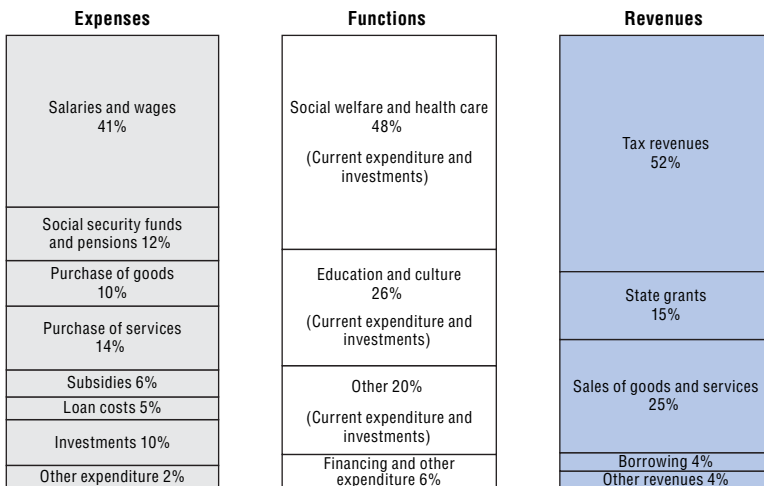 Expenses
Salaries and wages
41%
Social security funds
and pensions 12%
Purchase of goods
10%
Purchase of services
14%
Subsidies 6%
Loan costs 5%
Investments 10%
Other expenditure 2%
Functions
Social welfare and health care
48%
(Current expenditure and
investments)
Education and culture
26%
(Current expenditure and
investments)
Other 20%
(Current expenditure and
investments)
Financing and other
expenditure 6%
Revenues
Tax revenues
52%
State grants
15%
Sales of goods and services
25%
Borrowing 4%
Other revenues 4%